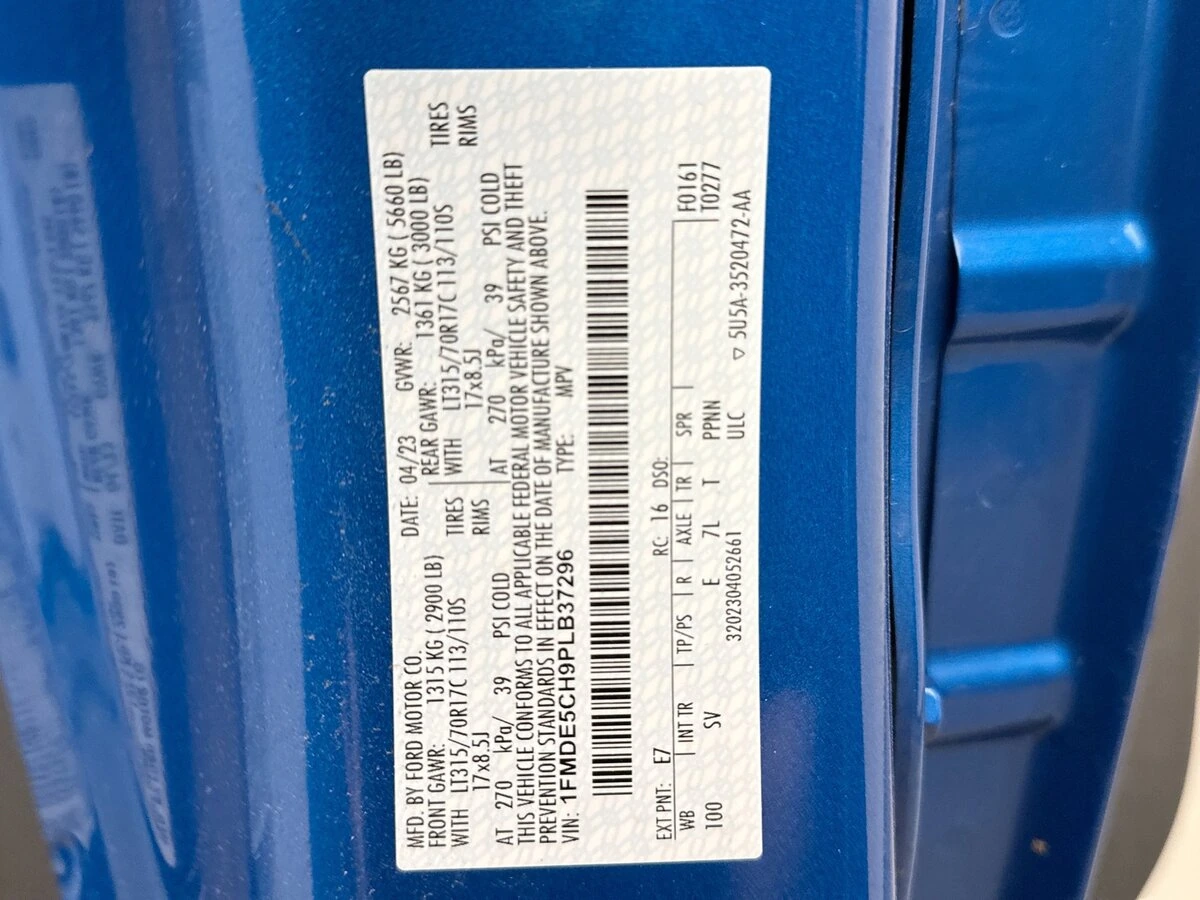 MFD. BY FORD MOTOR CO. DATE: 04/23 GVWR: 2567 KG ( 5660 LB)
FRONT GAWR: 1315 KG ( 2900 LB) REAR GAWR: 1361 KG ( 3000 LB)
WITH LT315/70R17C 113/110S TIRES WITH LT315/70R17C 113/110S TIRES
17x8.5J RIMS 17x8.5J RIMS
AT 270 kPa/ 39 PSI COLD AT 270 kPa/ 39 PSI COLD
THIS VEHICLE CONFORMS TO ALL APPLICABLE FEDERAL MOTOR VEHICLE SAFETY AND THEFT
PREVENTION STANDARDS IN EFFECT ON THE DATE OF MANUFACTURE SHOWN ABOVE.
VIN: 1FMDE5CH9PLB37296 TYPE: MPV
EXT PNT: E7 RC: 16 DSO: F0161
WB INT TR TP/PS R AXLE TR SPR T0277
100 SV E 7L T PPNN
3202304052661 ULC ▽ 5U5A-3520472-AA